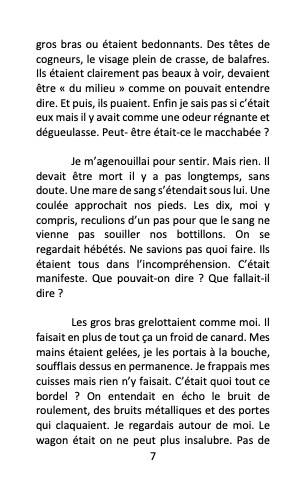 gros bras ou étaient bedonnants. Des têtes de
cogneurs, le visage plein de crasse, de balafres.
Ils étaient clairement pas beaux à voir, devaient
être « du milieu » comme on pouvait entendre
dire. Et puis, ils puaient. Enfin je sais pas si c’était
eux mais il y avait comme une odeur régnante et
dégueulasse. Peut- être était-ce le macchabée ?
Je m’agenouillai pour sentir. Mais rien. Il
devait être mort il y a pas longtemps, sans
doute. Une mare de sang s’étendait sous lui. Une
coulée approchait nos pieds. Les dix, moi y
compris, reculions d’un pas pour que le sang ne
vienne pas souiller nos bottillons. On se
regardait hébétés. Ne savions pas quoi faire. Ils
étaient tous dans l’incompréhension. C’était
manifeste. Que pouvait-on dire ? Que fallait-il
dire ?
Les gros bras grelottaient comme moi. Il
faisait en plus de tout ça un froid de canard. Mes
mains étaient gelées, je les portais à la bouche,
soufflais dessus en permanence. Je frappais mes
cuisses mais rien n’y faisait. C’était quoi tout ce
bordel ? On entendait en écho le bruit de
roulement, des bruits métalliques et des portes
qui claquaient. Je regardais autour de moi. Le
wagon était on ne peut plus insalubre. Pas de
7